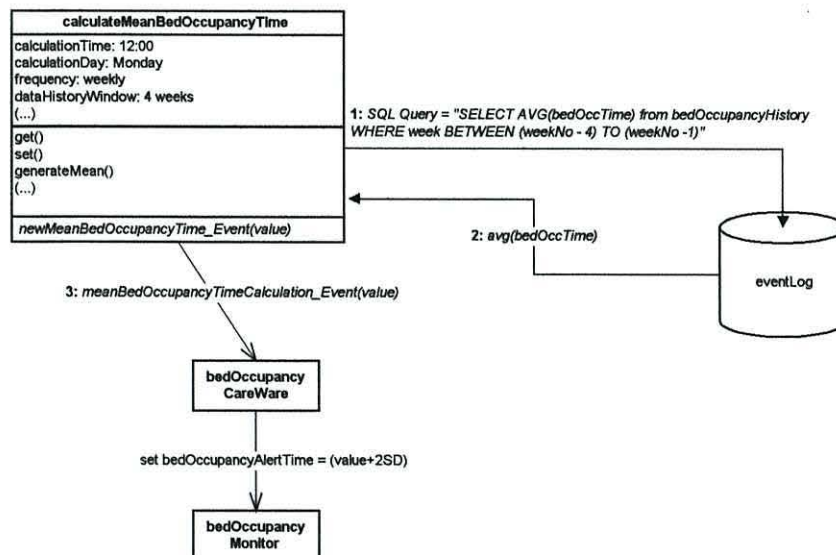 calculateMeanBedOccupancyTime
calculationTime: 12:00
calculationDay: Monday
frequency: weekly
dataHistoryWindow: 4 weeks
(...)
get()
set()
generateMean()
(...)
newMeanBedOccupancyTime_Event(value)
1: SQL Query = "SELECT AVG(bedOccTime) from bedOccupancyHistory
WHERE week BETWEEN (weekNo - 4) TO (weekNo -1)"
2: avg(bedOccTime)
eventLog
3: meanBedOccupancyTimeCalculation_Event(value)
bedOccupancy
CareWare
set bedOccupancyAlertTime = (value+2SD)
bedOccupancy
Monitor